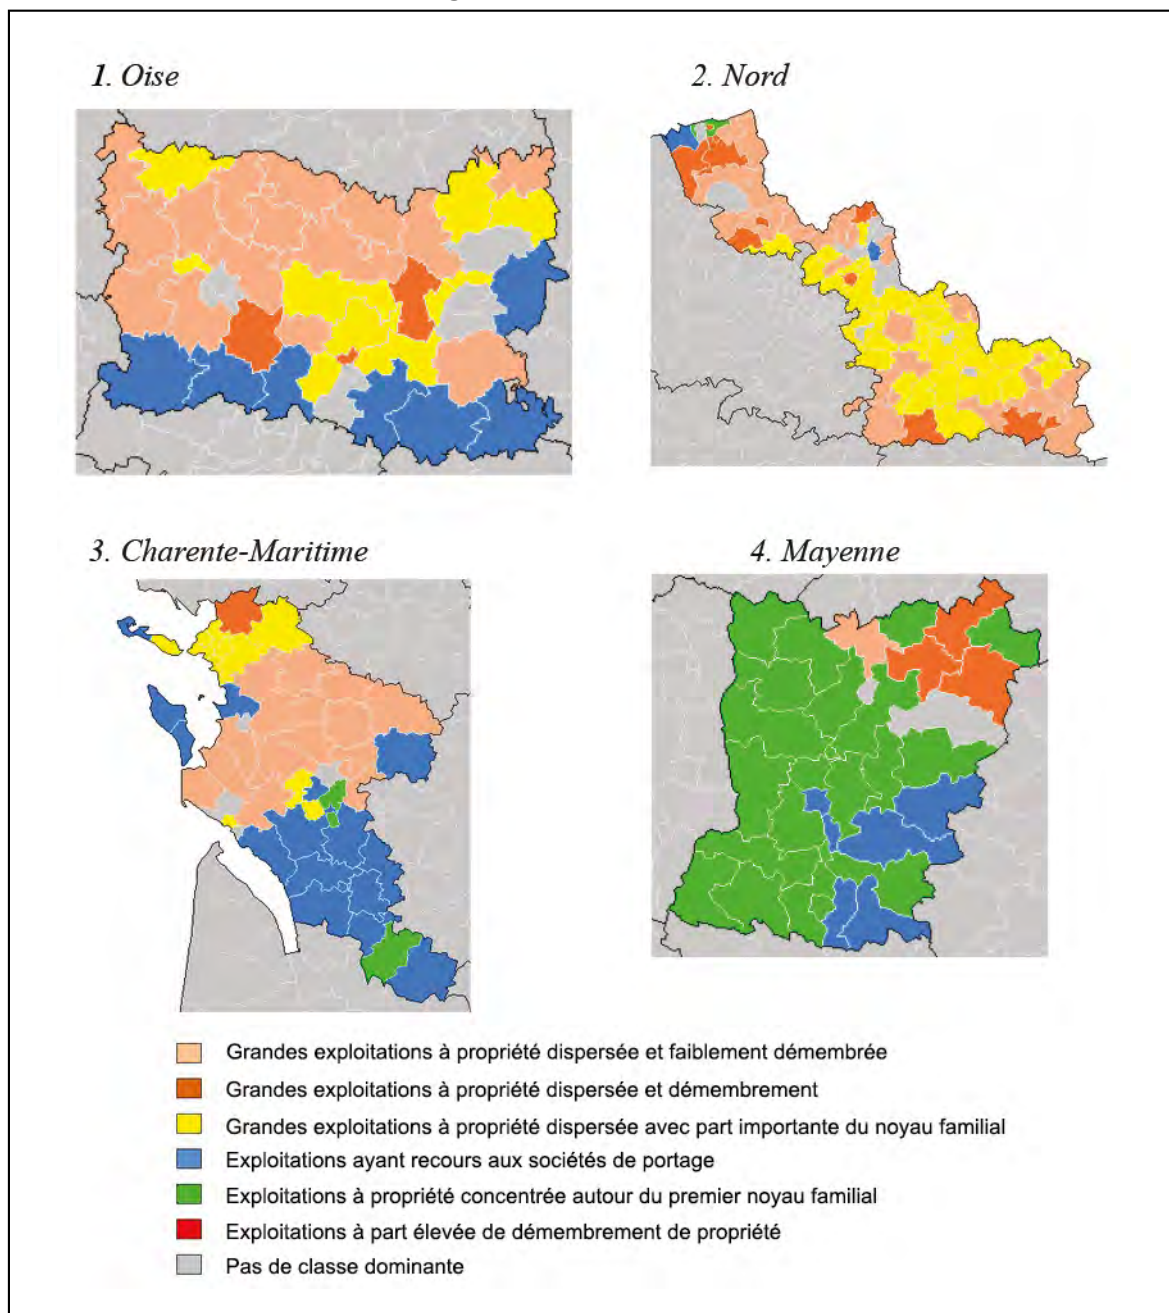 1. Oise
2. Nord
3. Charente-Maritime
4. Mayenne
Grandes exploitations à propriété dispersée et faiblement démembrée
Grandes exploitations à propriété dispersée et démembrement
Grandes exploitations à propriété dispersée avec part importante du noyau familial
Exploitations ayant recours aux sociétés de portage
Exploitations à propriété concentrée autour du premier noyau familial
Exploitations à part élevée de démembrement de propriété
Pas de classe dominante